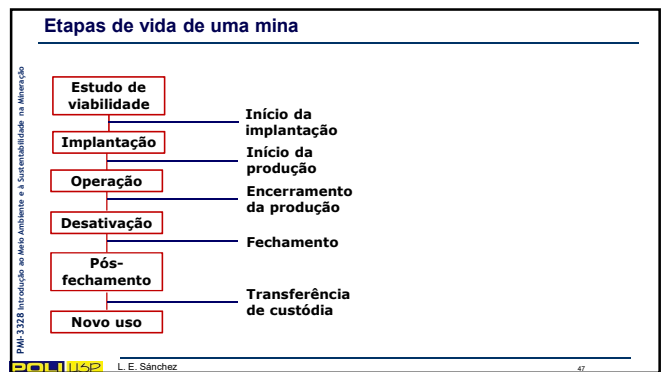 Etapas de vida de uma mina
PMI-3328 Introdução ao Meio Ambiente e à Sustentabilidade na Mineração
Estudo de
viabilidade
Início da
implantação
Implantação
Início da
produção
Operação
Encerramento
da produção
Desativação
Fechamento
Pós-
fechamento
Transferência
de custódia
Novo uso
POLI USP
L. E. Sánchez
47